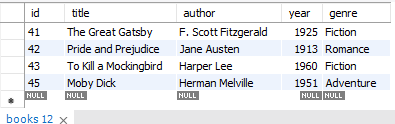 id title author year genre
41 The Great Gatsby F. Scott Fitzgerald 1925 Fiction
42 Pride and Prejudice Jane Austen 1913 Romance
43 To Kill a Mockingbird Harper Lee 1960 Fiction
45 Moby Dick Herman Melville 1951 Adventure
NULL NULL NULL NULL NULL
books 12